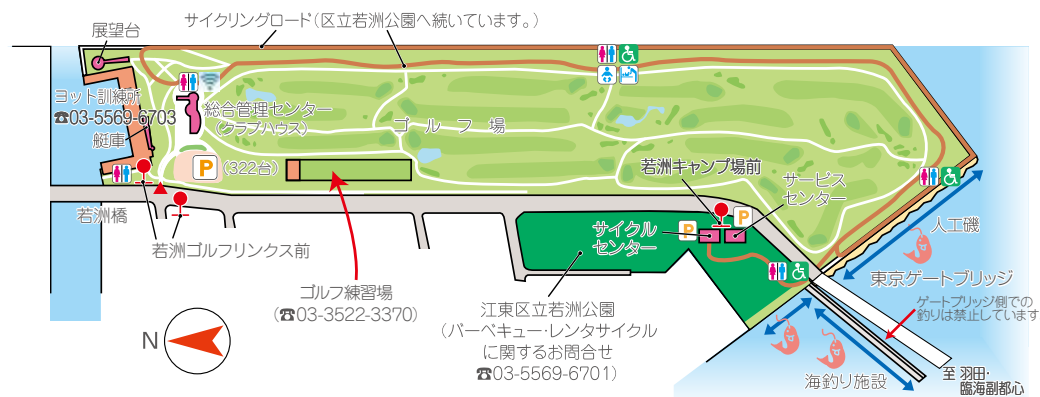 サイクリングロード（区立若洲公園へ続いています。）
展望台
ヨット訓練所
☎03-5569-6703
艇庫
総合管理センター
（クラブハウス）
ゴルフ場
P
（322台）
若洲キャンプ場前
サービス
センター
P
P
サイクル
センター
若洲橋
若洲ゴルフリンクス前
人工磯
東京ゲートブリッジ
ゲートブリッジ側での
釣りは禁止しています
ゴルフ練習場
（☎03-3522-3370）
江東区立若洲公園
（バーベキュー・レンタサイクル
に関するお問合せ
☎03-5569-6701）
N
海釣り施設
至 羽田・
臨海副都心